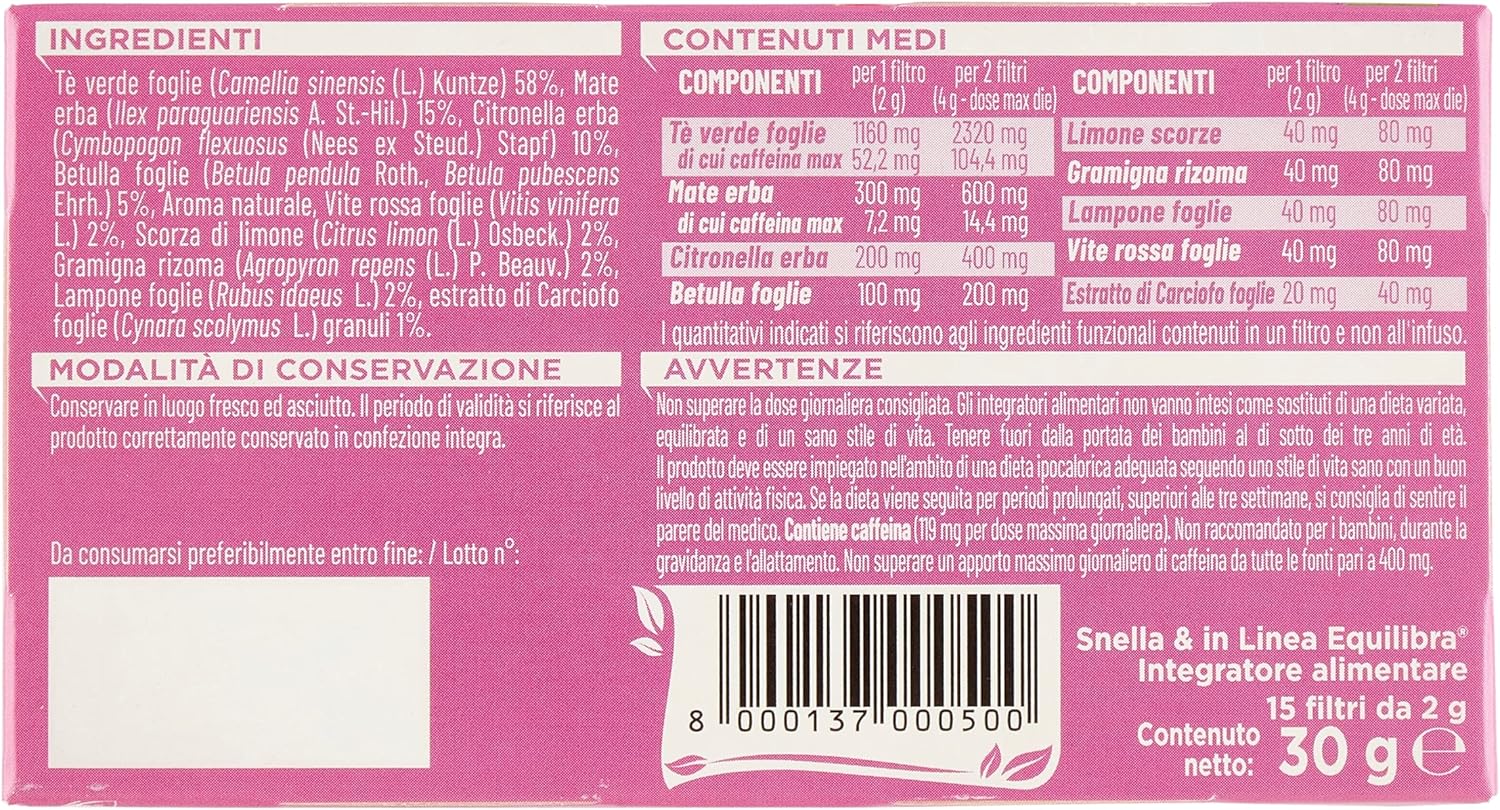 INGREDIENTI
Tè verde foglie (Camellia sinensis (L.) Kuntze) 58%, Mate
erba (Ilex paraguariensis A. St.-Hil.) 15%, Citronella erba
(Cymbopogon flexuosus (Nees ex Steud.) Stapf) 10%,
Betulla foglie (Betula pendula Roth., Betula pubescens
Ehrh.) 5%, Aroma naturale, Vite rossa foglie (Vitis vinifera
L.) 2%, Scorza di limone (Citrus limon (L.) Osbeck.) 2%,
Gramigna rizoma (Agropyron repens (L.) P. Beauv.) 2%,
Lampone foglie (Rubus idaeus L.) 2%, estratto di Carciofo
foglie (Cynara scolymus L.) granuli 1%.
MODALITÀ DI CONSERVAZIONE
Conservare in luogo fresco ed asciutto. Il periodo di validità si riferisce al
prodotto correttamente conservato in confezione integra.
Da consumarsi preferibilmente entro fine: / Lotto n°:
CONTENUTI MEDI
COMPONENTI per 1 filtro (2 g) per 2 filtri (4 g - dose max die)
Tè verde foglie 1160 mg 2320 mg
di cui caffeina max 52,2 mg 104,4 mg
Mate erba 300 mg 600 mg
di cui caffeina max 7,2 mg 14,4 mg
Citronella erba 200 mg 400 mg
Betulla foglie 100 mg 200 mg
COMPONENTI per 1 filtro (2 g) per 2 filtri (4 g - dose max die)
Limone scorze 40 mg 80 mg
Gramigna rizoma 40 mg 80 mg
Lampone foglie 40 mg 80 mg
Vite rossa foglie 40 mg 80 mg
Estratto di Carciofo foglie 20 mg 40 mg
I quantitativi indicati si riferiscono agli ingredienti funzionali contenuti in un filtro e non all'infuso.
AVVERTENZE
Non superare la dose giornaliera consigliata. Gli integratori alimentari non vanno intesi come sostituti di una dieta variata,
equilibrata e di un sano stile di vita. Tenere fuori dalla portata dei bambini al di sotto dei tre anni di età.
Il prodotto deve essere impiegato nell'ambito di una dieta ipocalorica adeguata seguendo uno stile di vita sano con un buon
livello di attività fisica. Se la dieta viene seguita per periodi prolungati, superiori alle tre settimane, si consiglia di sentire il
parere del medico. Contiene caffeina (119 mg per dose massima giornaliera). Non raccomandato per i bambini, durante la
gravidanza e l'allattamento. Non superare un apporto massimo giornaliero di caffeina da tutte le fonti pari a 400 mg.
8 000137 000500
Snella & in Linea Equilibra®
Integratore alimentare
15 filtri da 2 g
Contenuto
netto: 30 g e